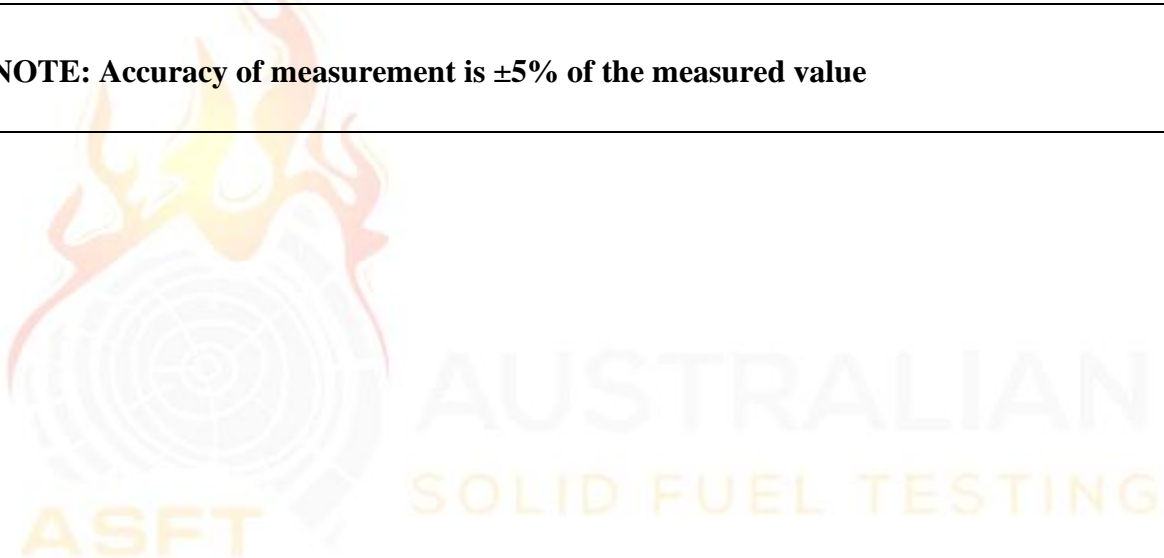 NOTE: Accuracy of measurement is ±5% of the measured value
AUSTRALIAN
SOLID FUEL TESTING
ASFT